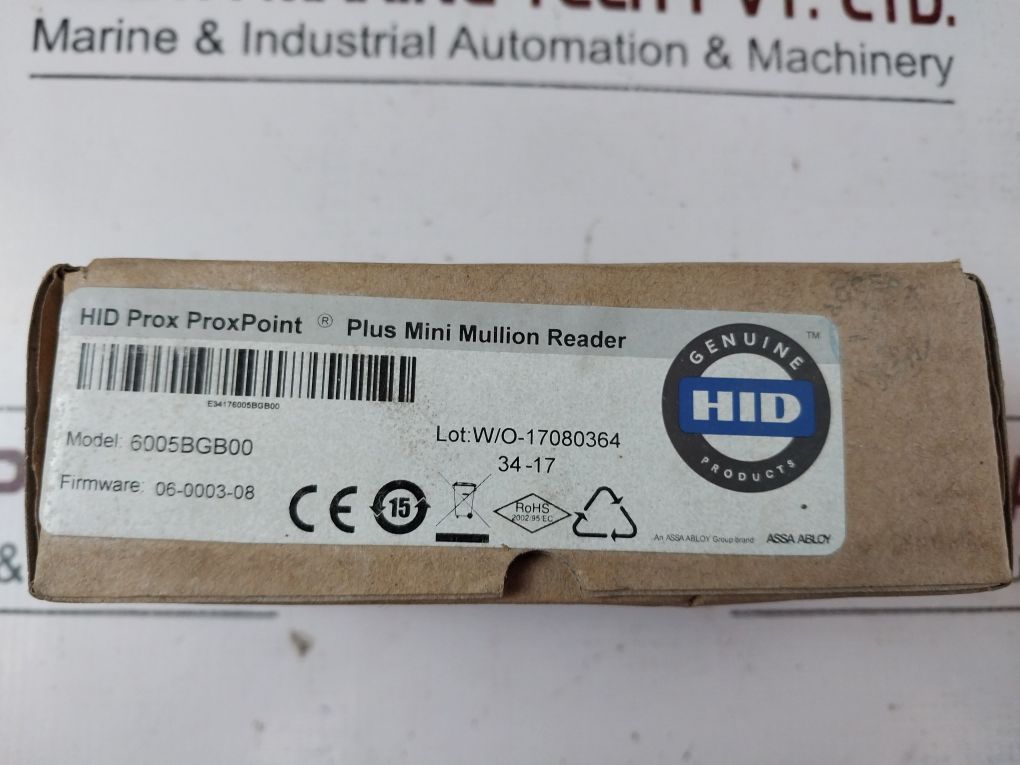 PVT. LTD.
Marine & Industrial Automation & Machinery
HID Prox ProxPoint ® Plus Mini Mullion Reader
E34176005BGB00
Model: 6005BGB00
Firmware: 06-0003-08
Lot:W/O-17080364
34-17
CE
15
RoHS
2002/95/EC
GENUINE
TM
HID
PRODUCTS
An ASSA ABLOY Group brand
ASSA ABLOY
&